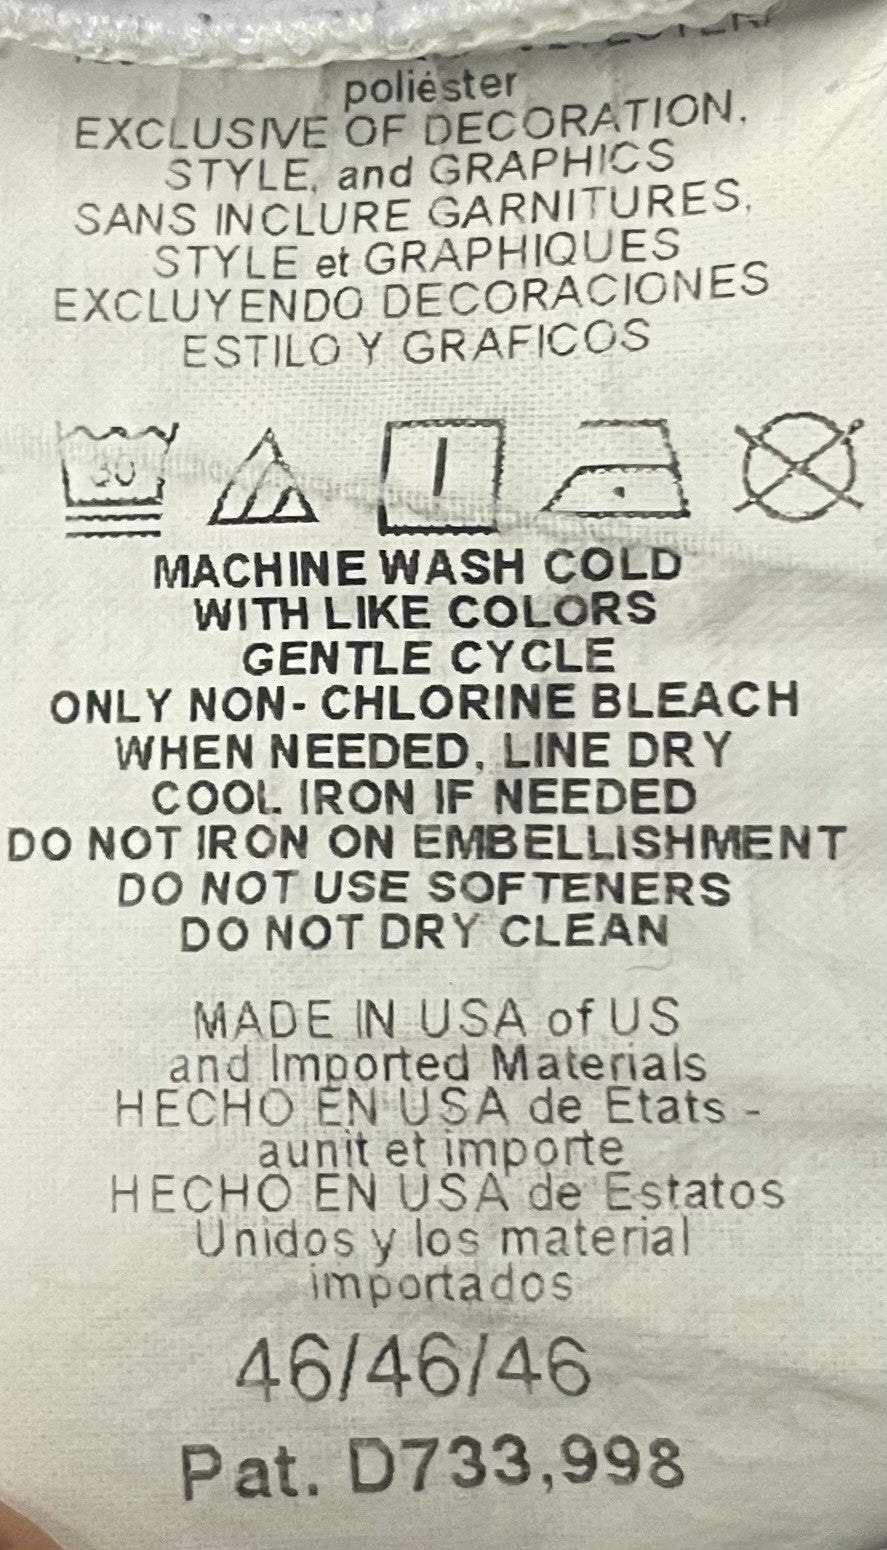 poliéster
EXCLUSIVE OF DECORATION,
STYLE, and GRAPHICS
SANS INCLURE GARNITURES,
STYLE et GRAPHIQUES
EXCLUYENDO DECORACIONES
ESTILO Y GRAFICOS
30
MACHINE WASH COLD
WITH LIKE COLORS
GENTLE CYCLE
ONLY NON-CHLORINE BLEACH
WHEN NEEDED, LINE DRY
COOL IRON IF NEEDED
DO NOT IRON ON EMBELLISHMENT
DO NOT USE SOFTENERS
DO NOT DRY CLEAN
MADE IN USA of US
and Imported Materials
HECHO EN USA de Etats -
aunit et importe
HECHO EN USA de Estatos
Unidos y los material
importados
46/46/46
Pat. D733,998